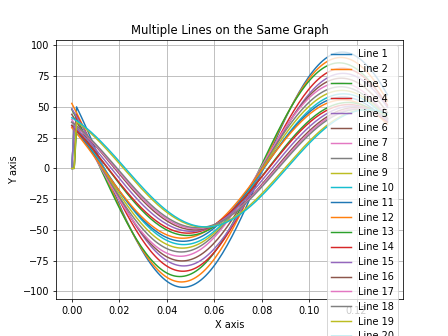 Multiple Lines on the Same Graph
Y axis
100
75
50
25
0
−25
−50
−75
−100
0.00
0.02
0.04
0.06
0.08
0.10
X axis
Line 1
Line 2
Line 3
Line 4
Line 5
Line 6
Line 7
Line 8
Line 9
Line 10
Line 11
Line 12
Line 13
Line 14
Line 15
Line 16
Line 17
Line 18
Line 19
Line 20